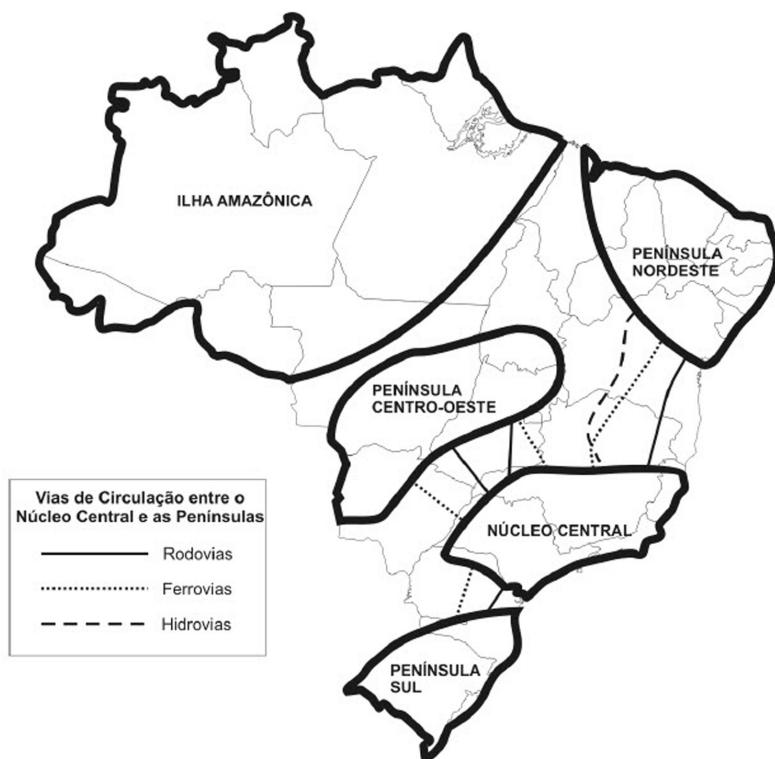 ILHA AMAZÔNICA
PENÍNSULA
NORDESTE
PENÍNSULA
CENTRO-OESTE
NÚCLEO CENTRAL
PENÍNSULA
SUL
Vias de Circulação entre o
Núcleo Central e as Penínsulas
Rodovias
Ferrovias
Hidrovias